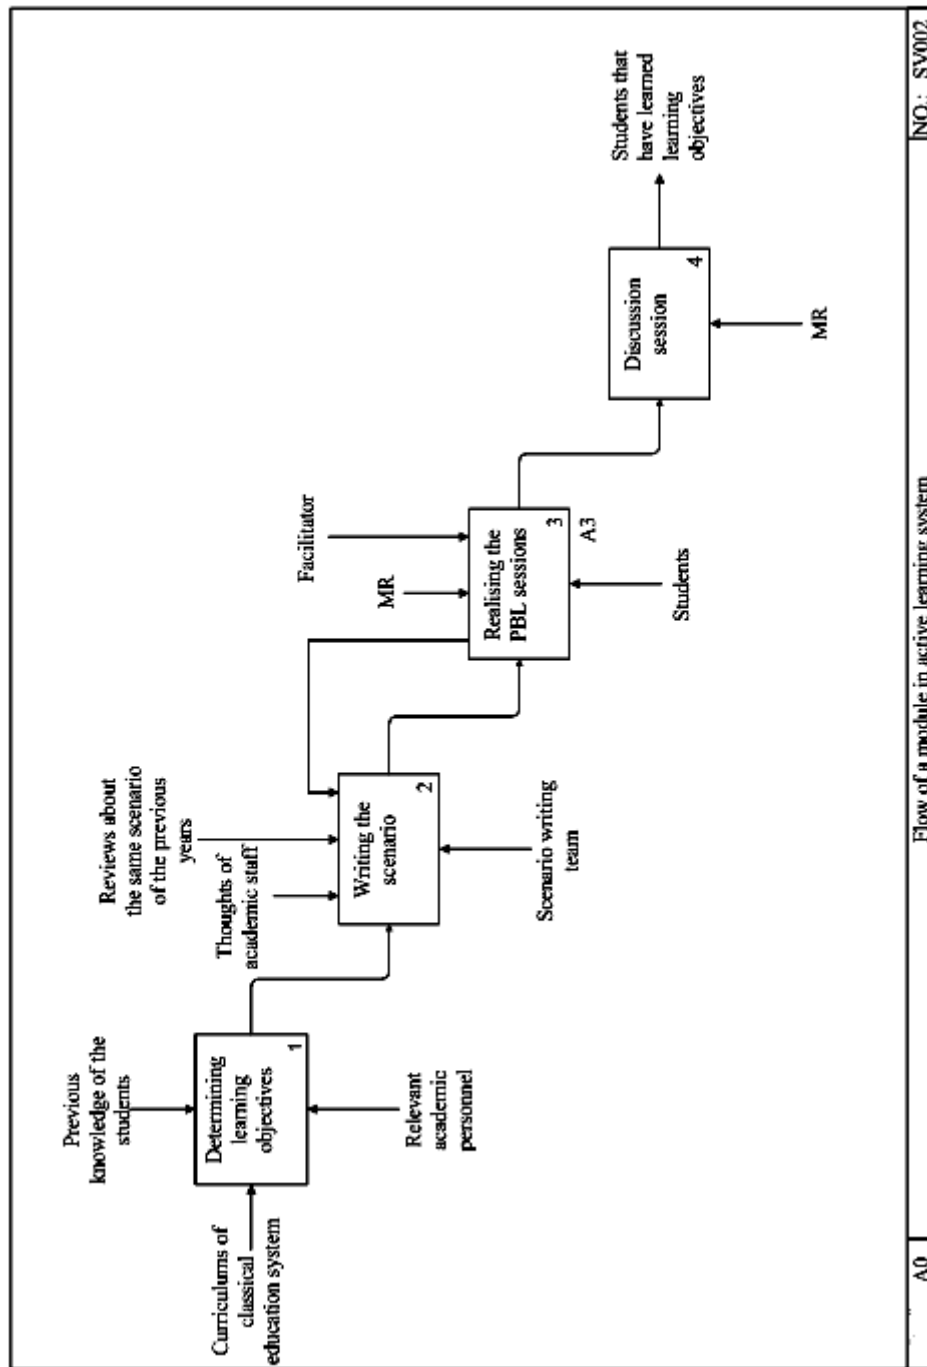 Previous
knowledge of the
students
Curriculums of
classical
education system
Determining
learning
objectives
1
Relevant
academic
personnel
Reviews about
the same scenario
of the previous
years
Thoughts of
academic staff
Writing the
scenario
2
Scenario writing
team
Facilitator
MR
Realising the
PBL sessions
3
A3
Students
Discussion
session
4
MR
Students that
have learned
learning
objectives
A0
Flow of a module in active learning system
NO.: SV002